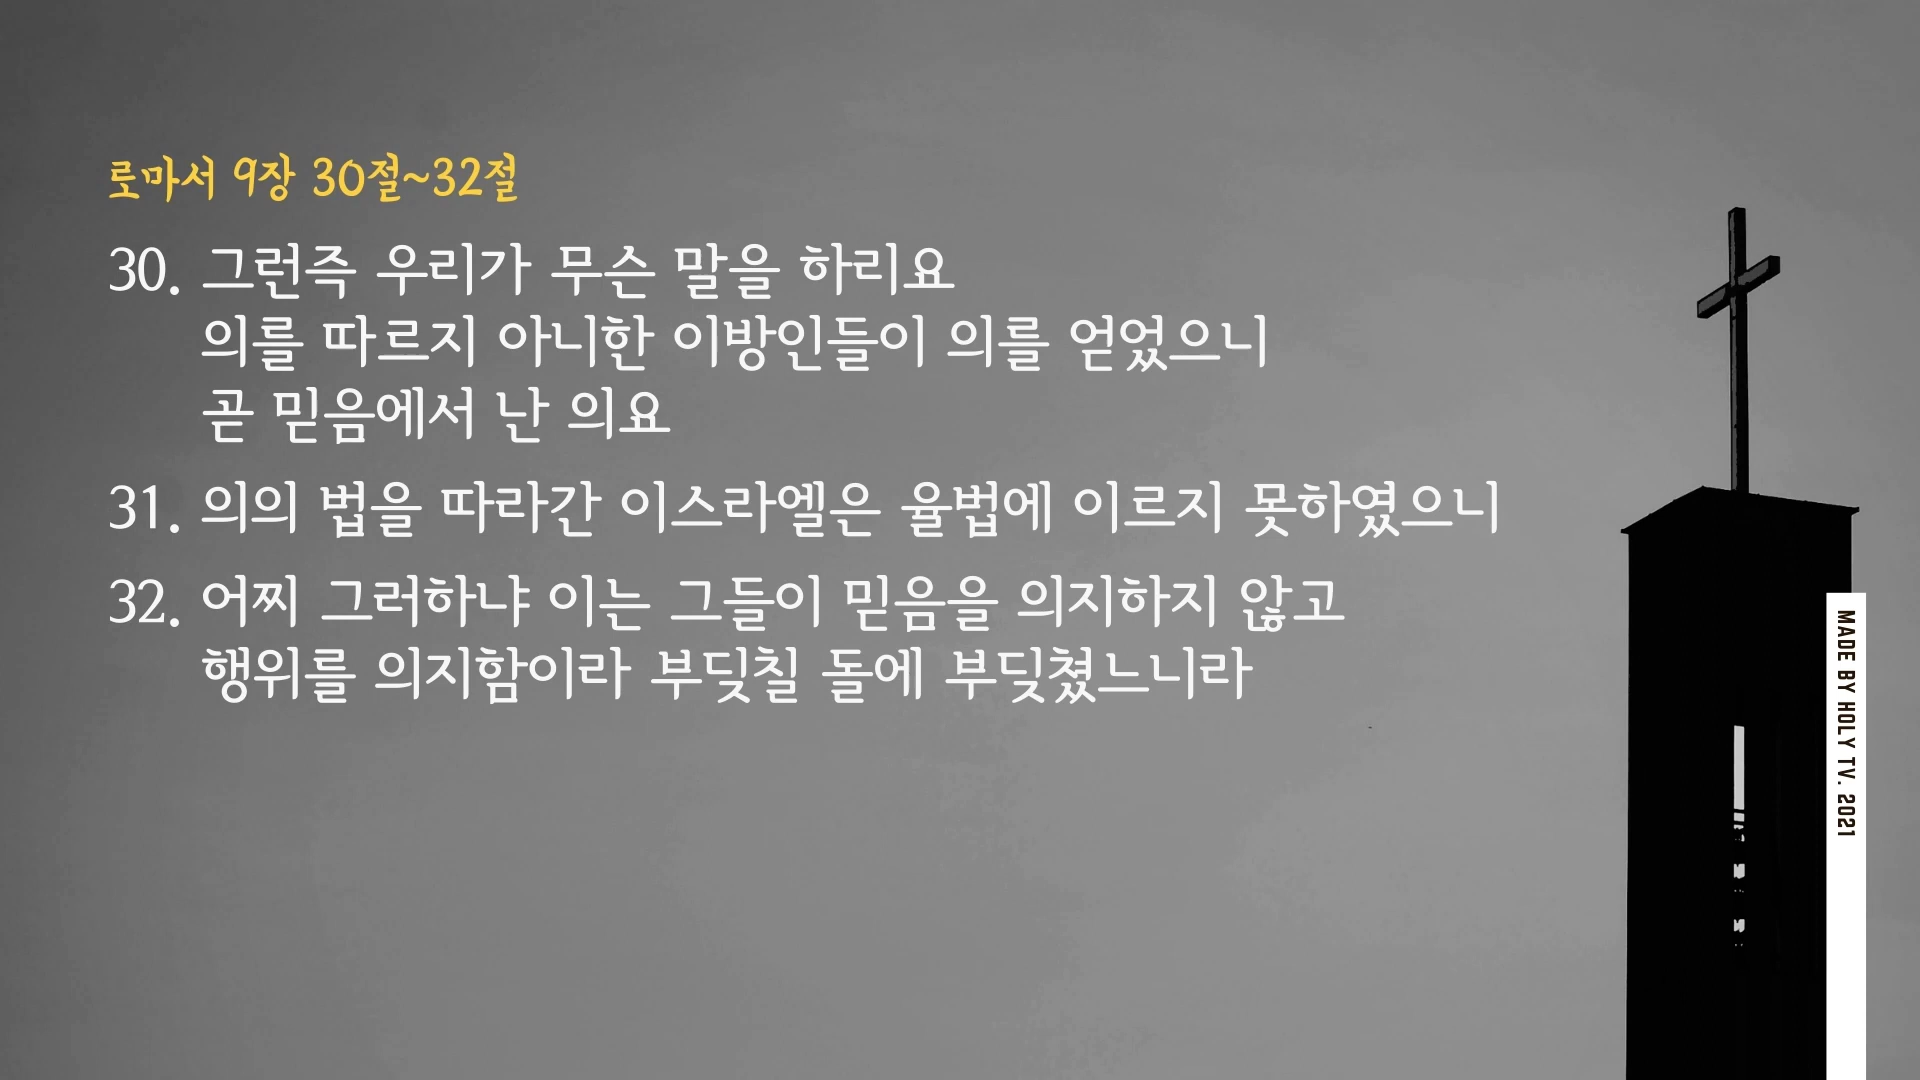 로마서 9장 30절~32절
30. 그런즉 우리가 무슨 말을 하리요
의를 따르지 아니한 이방인들이 의를 얻었으니
곧 믿음에서 난 의요
31. 의의 법을 따라간 이스라엘은 율법에 이르지 못하였으니
32. 어찌 그러하냐 이는 그들이 믿음을 의지하지 않고
행위를 의지함이라 부딪칠 돌에 부딪쳤느니라
MADE BY HOLY TV. 2021